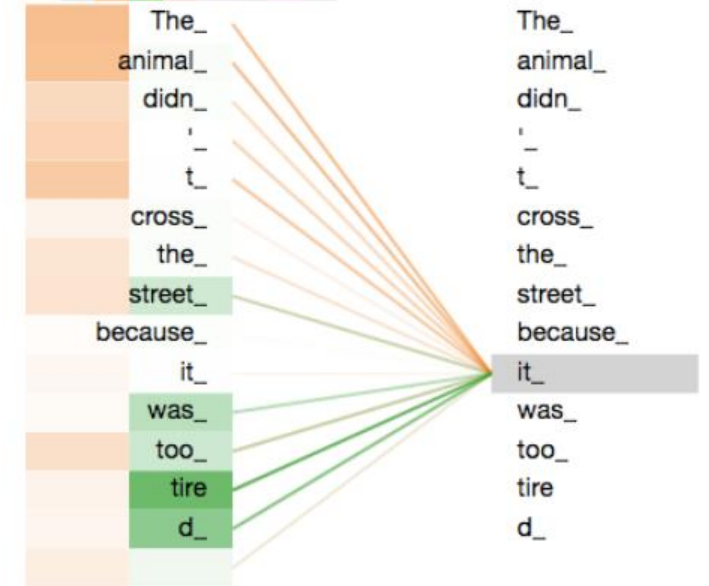 The_ The_
animal_ animal_
didn_ didn_
'_ '_
t_ t_
cross_ cross_
the_ the_
street_ street_
because_ because_
it_ it_
was_ was_
too_ too_
tire tire
d_ d_